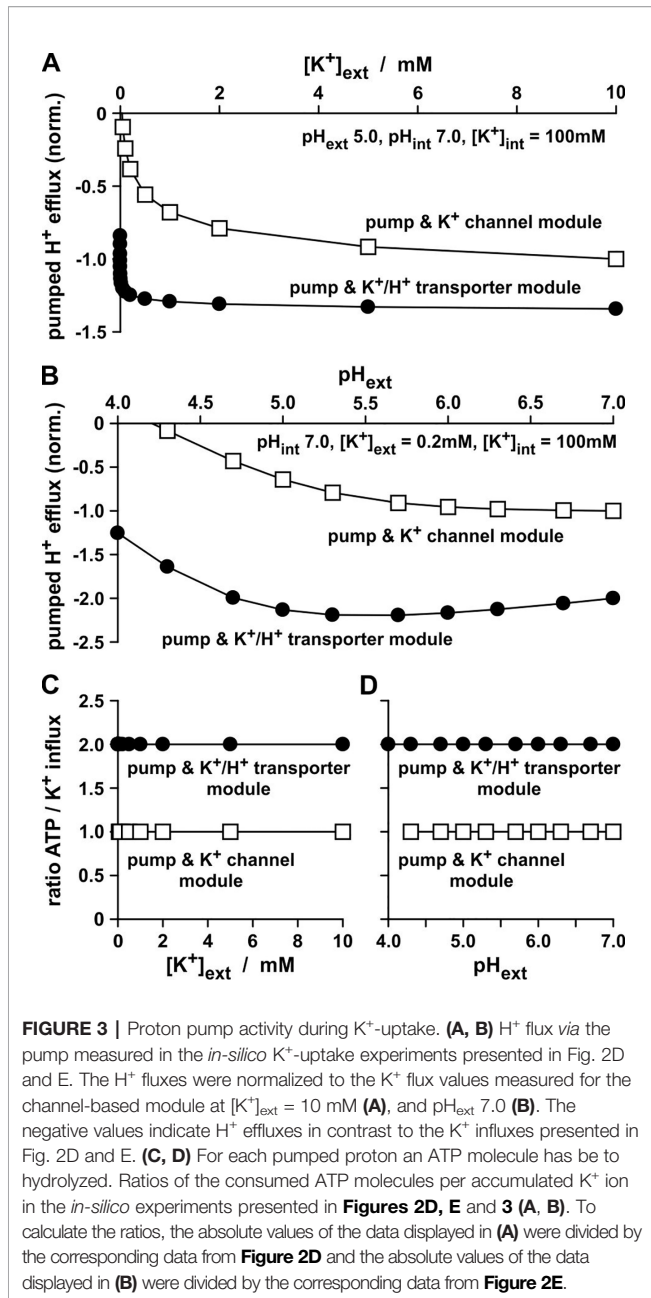 A
[K⁺]ext / mM
0 2 4 6 8 10
pumped H⁺ efflux (norm.)
0
-0.5
-1.0
-1.5
pHext 5.0, pHint 7.0, [K⁺]int = 100mM
pump & K⁺ channel module
pump & K⁺/H⁺ transporter module
B
pHext
4.0 4.5 5.0 5.5 6.0 6.5 7.0
pumped H⁺ efflux (norm.)
0
-0.5
-1.0
-1.5
-2.0
-2.5
pHint 7.0, [K⁺]ext = 0.2mM, [K⁺]int = 100mM
pump & K⁺ channel module
pump & K⁺/H⁺ transporter module
C
ratio ATP / K⁺ influx
2.5
2.0
1.5
1.0
0.5
0
pump & K⁺/H⁺ transporter
module
pump & K⁺ channel
module
0 2 4 6 8 10
[K⁺]ext / mM
D
pump & K⁺/H⁺ transporter
module
pump & K⁺ channel
module
4.0 5.0 6.0 7.0
pHext
FIGURE 3 | Proton pump activity during K⁺-uptake. (A, B) H⁺ flux via the
pump measured in the in-silico K⁺-uptake experiments presented in Fig. 2D
and E. The H⁺ fluxes were normalized to the K⁺ flux values measured for the
channel-based module at [K⁺]ext = 10 mM (A), and pHext 7.0 (B). The
negative values indicate H⁺ effluxes in contrast to the K⁺ influxes presented in
Fig. 2D and E. (C, D) For each pumped proton an ATP molecule has be to
hydrolyzed. Ratios of the consumed ATP molecules per accumulated K⁺ ion
in the in-silico experiments presented in Figures 2D, E and 3 (A, B). To
calculate the ratios, the absolute values of the data displayed in (A) were divided by
the corresponding data from Figure 2D and the absolute values of the data
displayed in (B) were divided by the corresponding data from Figure 2E.